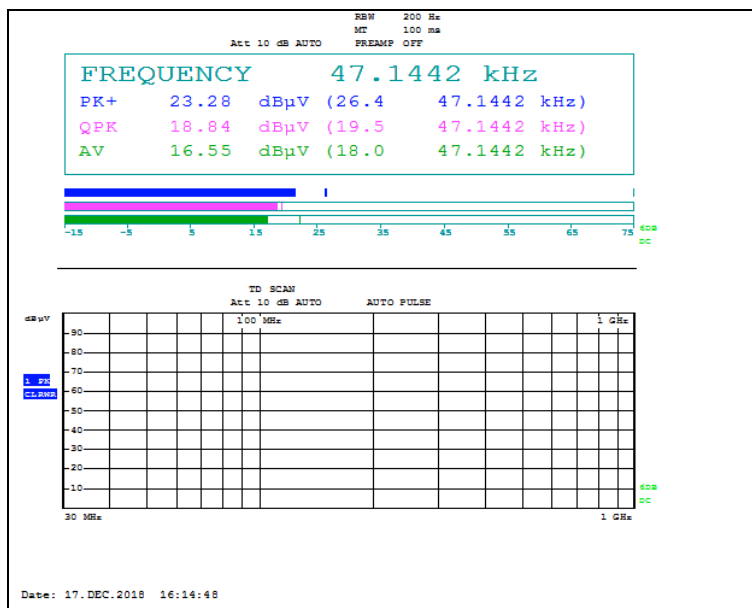 RBW 200 Hz
MT 100 ms
Att 10 dB AUTO PREAMP OFF
FREQUENCY 47.1442 kHz
PK+ 23.28 dBµV (26.4 47.1442 kHz)
QPK 18.84 dBµV (19.5 47.1442 kHz)
AV 16.55 dBµV (18.0 47.1442 kHz)
-15 -5 5 15 25 35 45 55 65 75
6DB
DC
TD SCAN
Att 10 dB AUTO AUTO PULSE
dBµV
100 MHz 1 GHz
90
80
70
1 PK
60
CLRWR
50
40
30
20
10
6DB
DC
30 MHz 1 GHz
Date: 17.DEC.2018 16:14:48